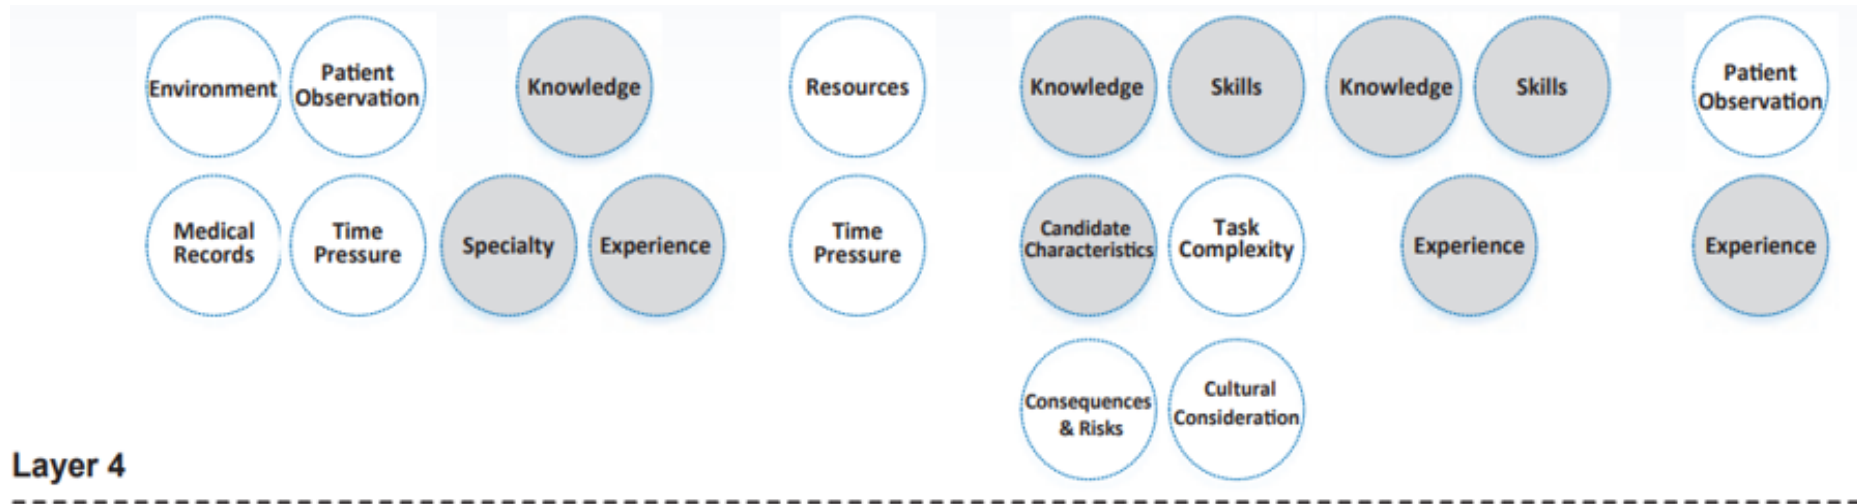 Environment
Patient
Observation
Knowledge
Resources
Knowledge
Skills
Knowledge
Skills
Patient
Observation
Medical
Records
Time
Pressure
Specialty
Experience
Time
Pressure
Candidate
Characteristics
Task
Complexity
Experience
Experience
Consequences
& Risks
Cultural
Consideration
Layer 4